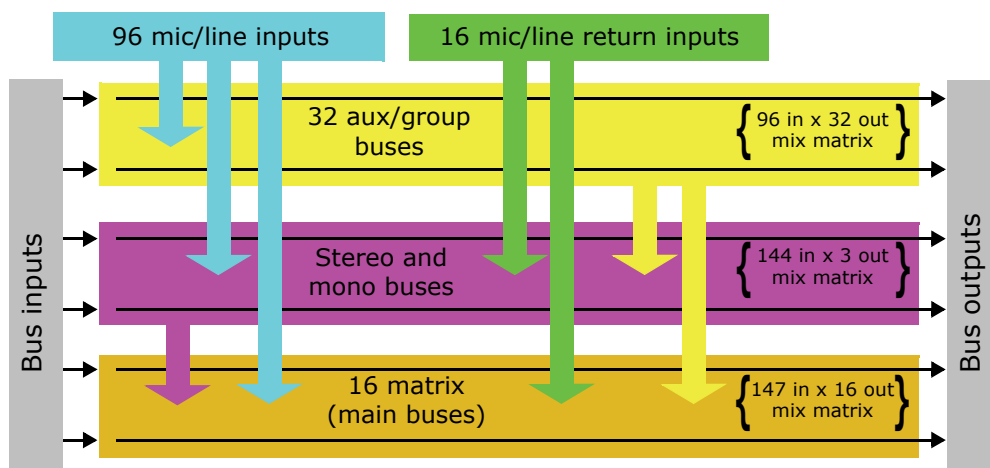 96 mic/line inputs
16 mic/line return inputs
Bus inputs
32 aux/group
buses
96 in x 32 out
mix matrix
Stereo and
mono buses
144 in x 3 out
mix matrix
16 matrix
(main buses)
147 in x 16 out
mix matrix
Bus outputs